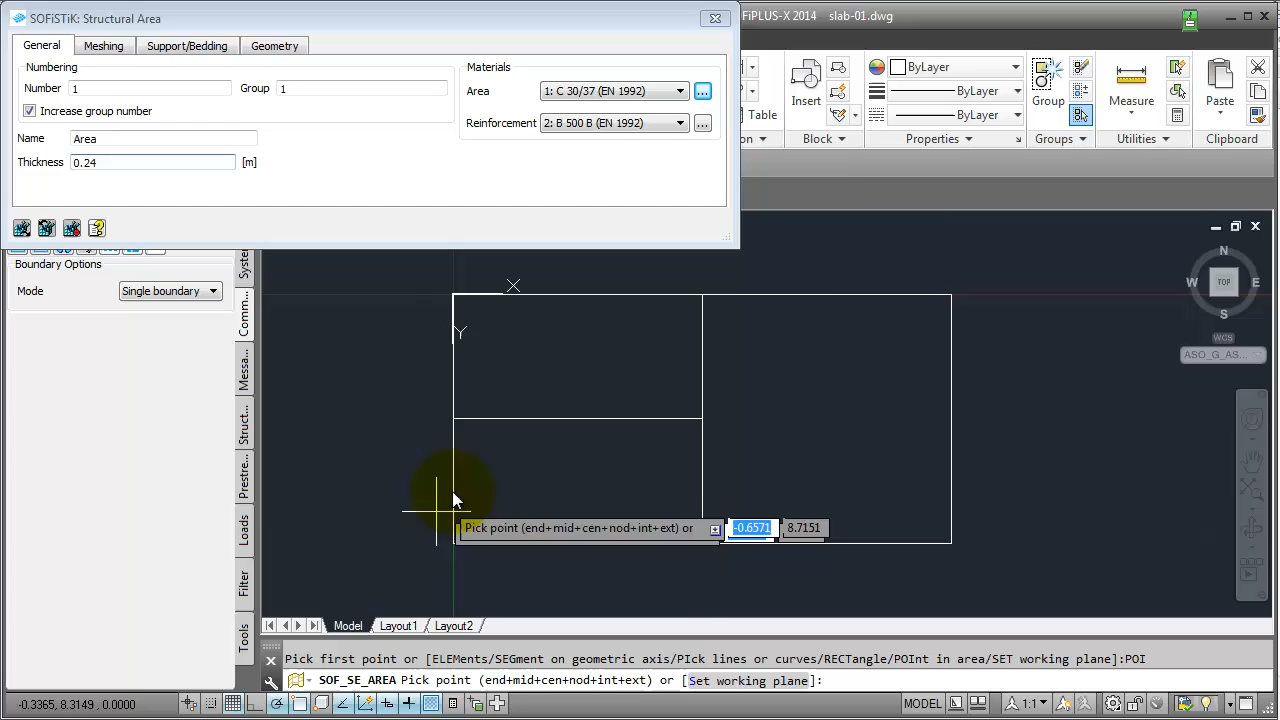 SOFiSTiK: Structural Area
FiPLUS-X 2014 slab-01.dwg
General Meshing Support/Bedding Geometry
Numbering
Number 1 Group 1
Increase group number
Name Area
Thickness 0.24 [m]
Materials
Area 1: C 30/37 (EN 1992) ...
Reinforcement 2: B 500 B (EN 1992) ...
ByLayer
ByLayer
ByLayer
Insert
Table
Group
Measure
Paste
Block
Properties
Groups
Utilities
Clipboard
Boundary Options
Mode Single boundary
Syste
Comm...
Messa...
Struct...
Prestre...
Loads
Filter
Tools
X
Y
N
W TOP E
S
WCS
ASO_G_AS...
Pick point (end+mid+cen+nod+int+ext) or -0.6571 8.7151
Model Layout1 Layout2
Pick first point or [ELEMents/SEGment on geometric axis/PIck lines or curves/RECTangle/POInt in area/SET working plane]:POI
SOF_SE_AREA Pick point (end+mid+cen+nod+int+ext) or [Set working plane]:
-0.3365, 8.3149, 0.0000
MODEL 1:1